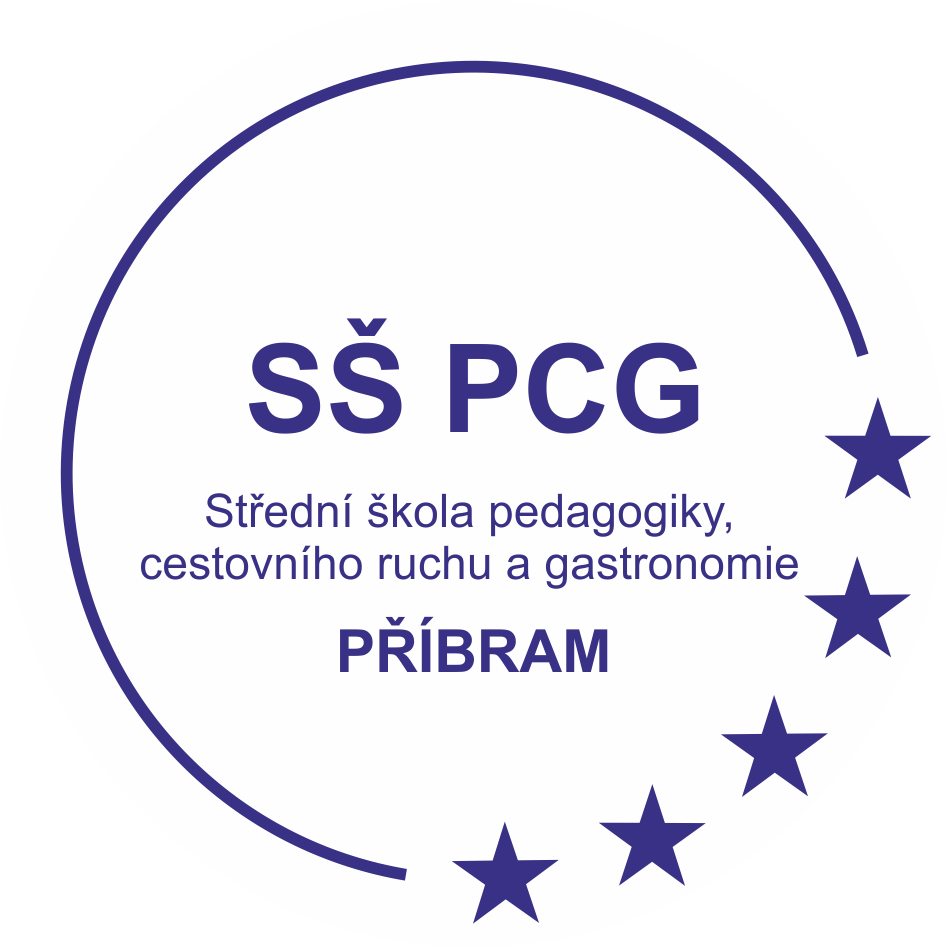 SŠ PCG
Střední škola pedagogiky,
cestovního ruchu a gastronomie
PŘÍBRAM